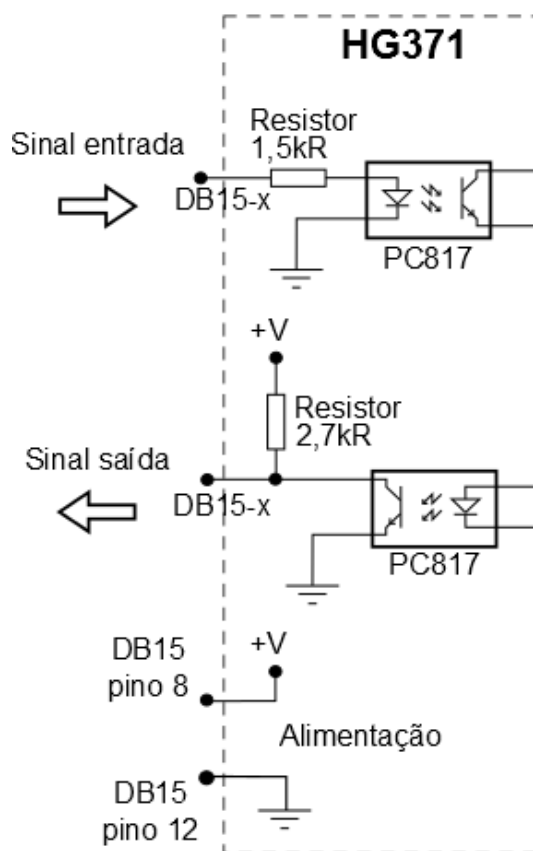 HG371
Resistor
1,5kR
Sinal entrada
DB15-x
PC817
+V
Resistor
2,7kR
Sinal saída
DB15-x
PC817
+V
DB15
pino 8
Alimentação
DB15
pino 12